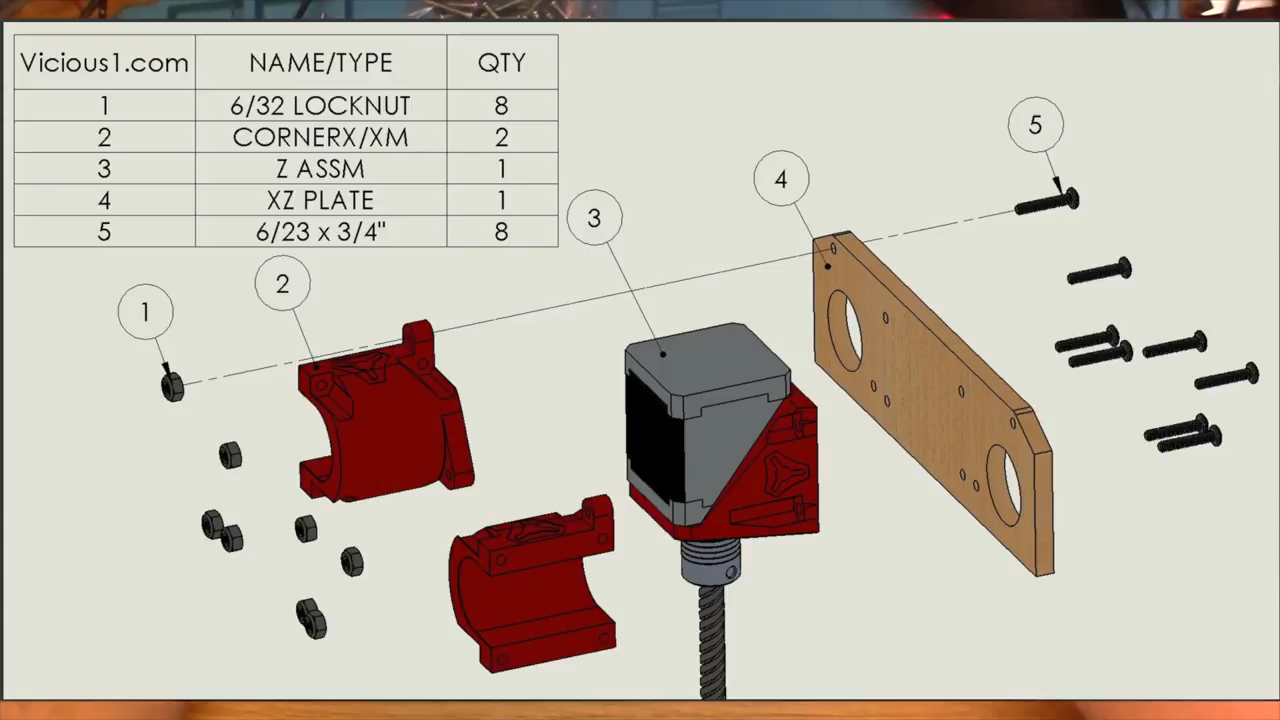 Vicious1.com NAME/TYPE QTY
1 6/32 LOCKNUT 8
2 CORNERX/XM 2
3 Z ASSM 1
4 XZ PLATE 1
5 6/23 x 3/4" 8
5
4
3
2
1